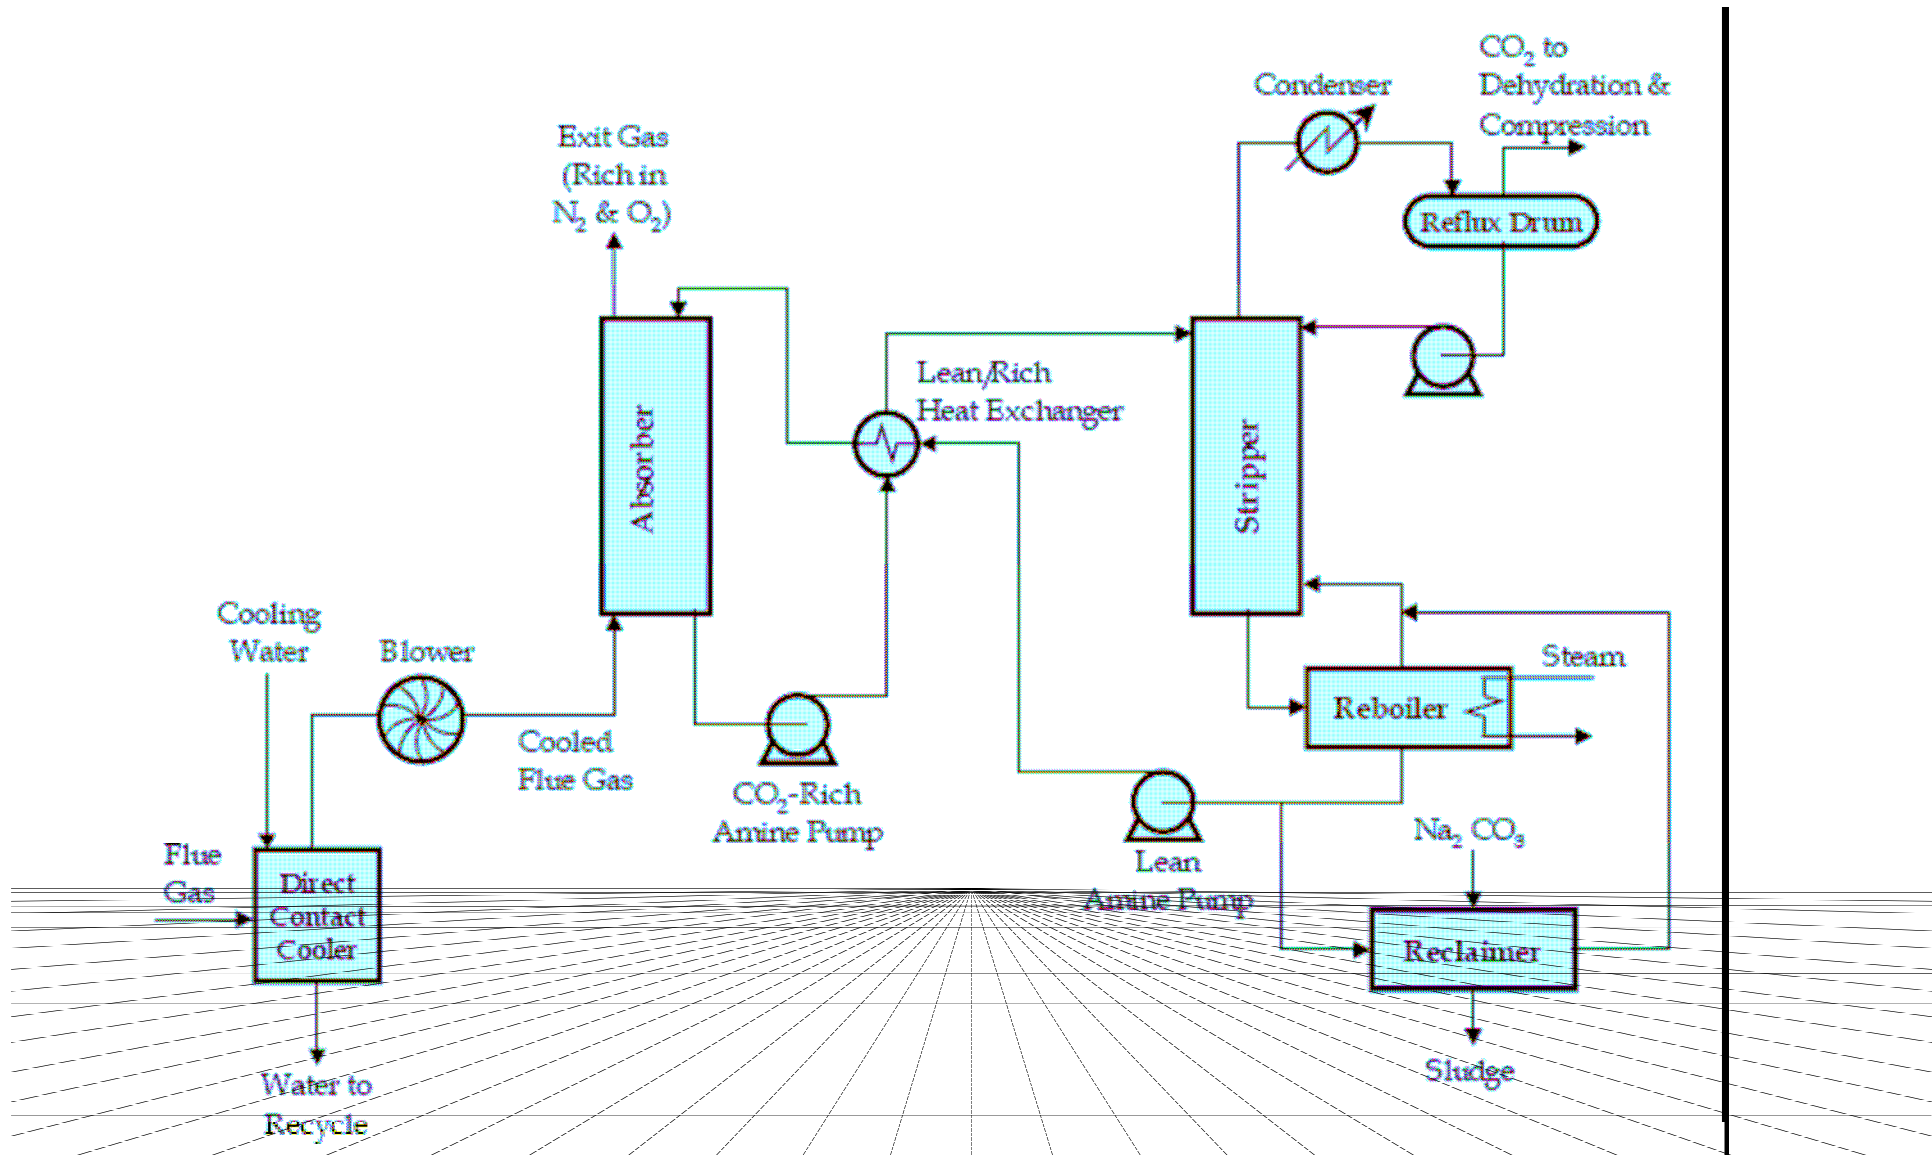 CO₂ to
Dehydration &
Compression
Condenser
Exit Gas
(Rich in
N₂ & O₂)
Reflux Drum
Lean/Rich
Heat Exchanger
Absorber
Stripper
Cooling
Water
Blower
Steam
Reboiler
Cooled
Flue Gas
CO₂-Rich
Amine Pump
Na₂ CO₃
Lean
Amine Pump
Flue
Gas
Direct
Contact
Cooler
Reclaimer
Sludge
Water to
Recycle